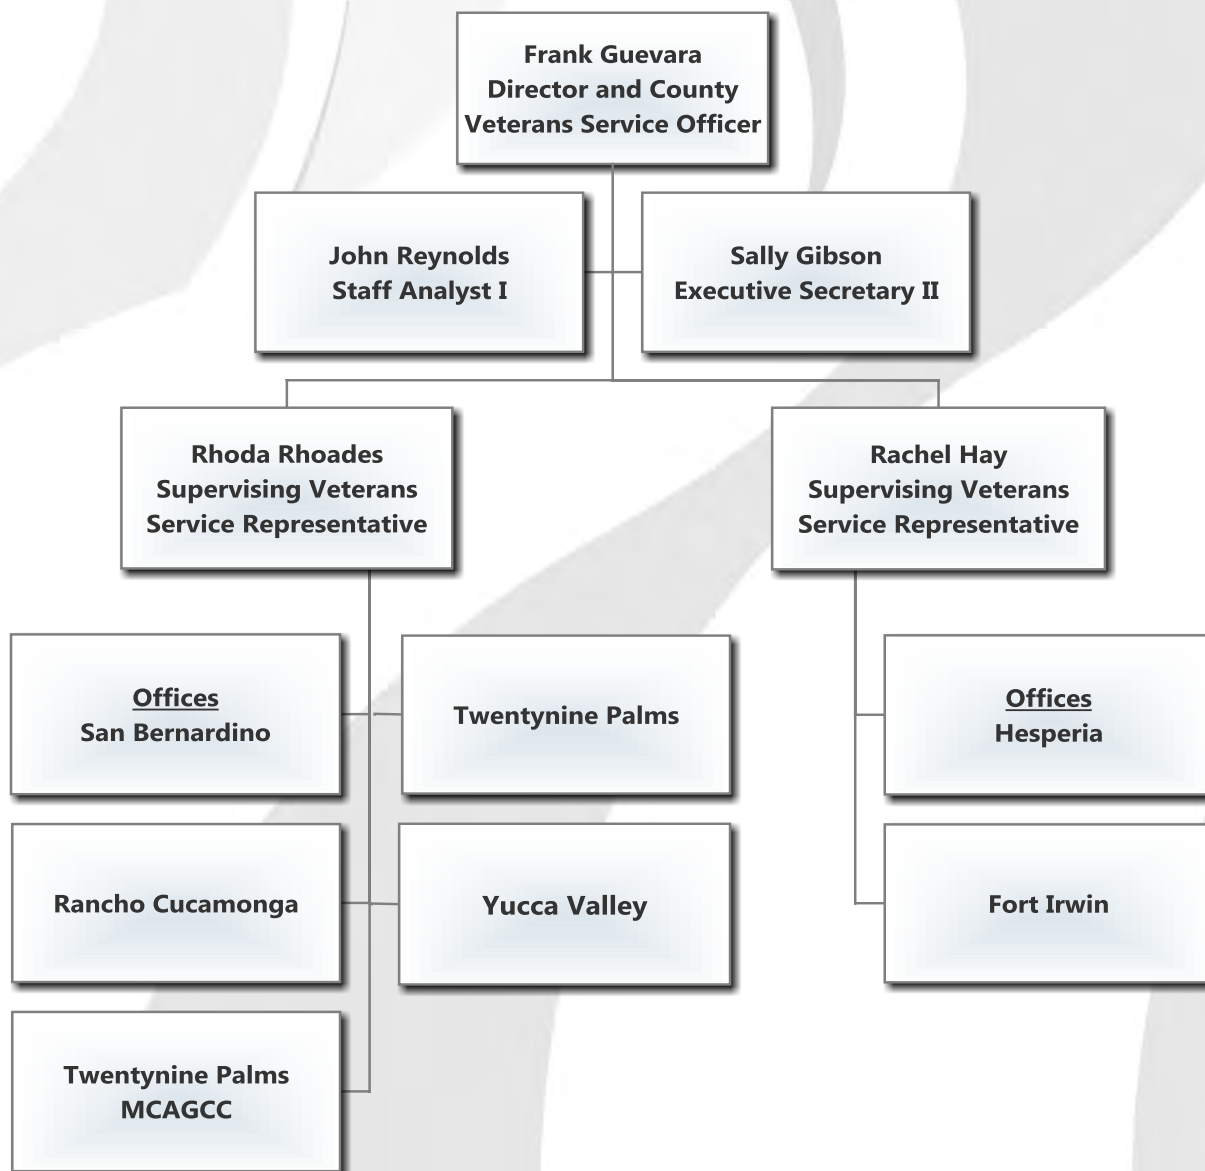 Frank Guevara
Director and County
Veterans Service Officer
John Reynolds
Staff Analyst I
Sally Gibson
Executive Secretary II
Rhoda Rhoades
Supervising Veterans
Service Representative
Rachel Hay
Supervising Veterans
Service Representative
Offices
San Bernardino
Twentynine Palms
Offices
Hesperia
Rancho Cucamonga
Yucca Valley
Fort Irwin
Twentynine Palms
MCAGCC